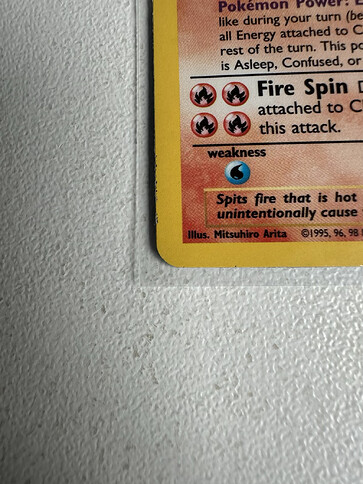 Pokémon Power:
like during your turn (be
all Energy attached to C
rest of the turn. This po
is Asleep, Confused, or
Fire Spin
attached to C
this attack.
weakness
Spits fire that is hot
unintentionally cause
Illus. Mitsuhiro Arita ©1995, 96, 98